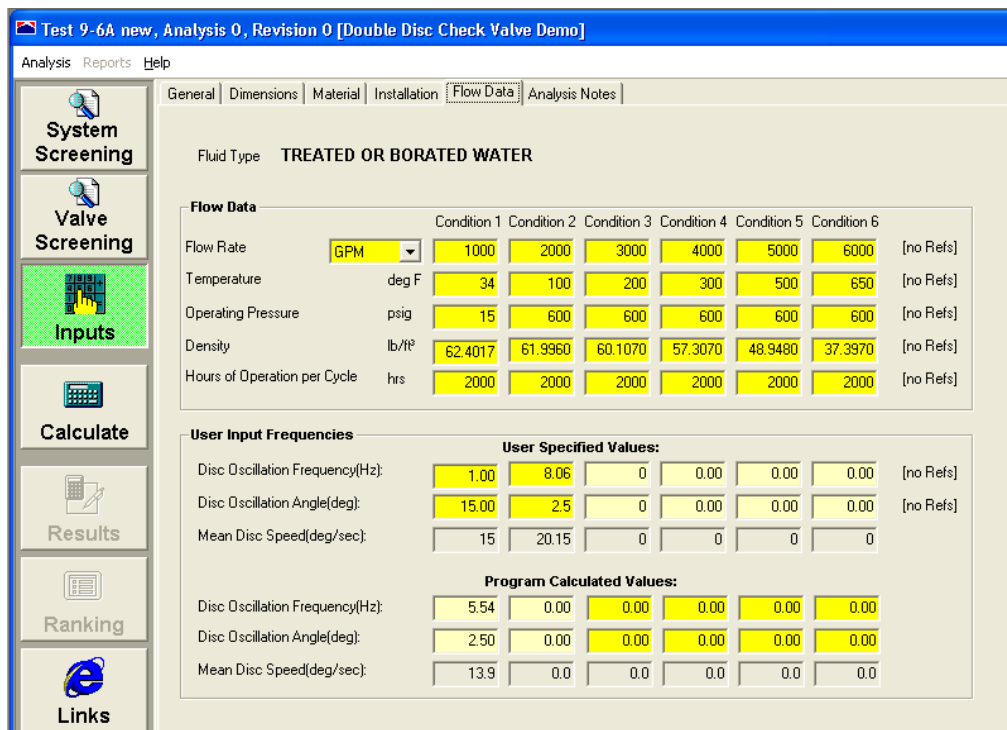 Test 9-6A new, Analysis 0, Revision 0 [Double Disc Check Valve Demo]
Analysis Reports Help
System
Screening
Valve
Screening
Inputs
Calculate
Results
Ranking
Links
General Dimensions Material Installation Flow Data Analysis Notes
Fluid Type TREATED OR BORATED WATER
Flow Data
Condition 1 Condition 2 Condition 3 Condition 4 Condition 5 Condition 6
Flow Rate GPM 1000 2000 3000 4000 5000 6000 [no Refs]
Temperature deg F 34 100 200 300 500 650 [no Refs]
Operating Pressure psig 15 600 600 600 600 600 [no Refs]
Density lb/ft³ 62.4017 61.9960 60.1070 57.3070 48.9480 37.3970 [no Refs]
Hours of Operation per Cycle hrs 2000 2000 2000 2000 2000 2000 [no Refs]
User Input Frequencies
User Specified Values:
Disc Oscillation Frequency(Hz): 1.00 8.06 0 0.00 0.00 0.00 [no Refs]
Disc Oscillation Angle(deg): 15.00 2.5 0 0.00 0.00 0.00 [no Refs]
Mean Disc Speed(deg/sec): 15 20.15 0 0 0 0
Program Calculated Values:
Disc Oscillation Frequency(Hz): 5.54 0.00 0.00 0.00 0.00 0.00
Disc Oscillation Angle(deg): 2.50 0.00 0.00 0.00 0.00 0.00
Mean Disc Speed(deg/sec): 13.9 0.0 0.0 0.0 0.0 0.0